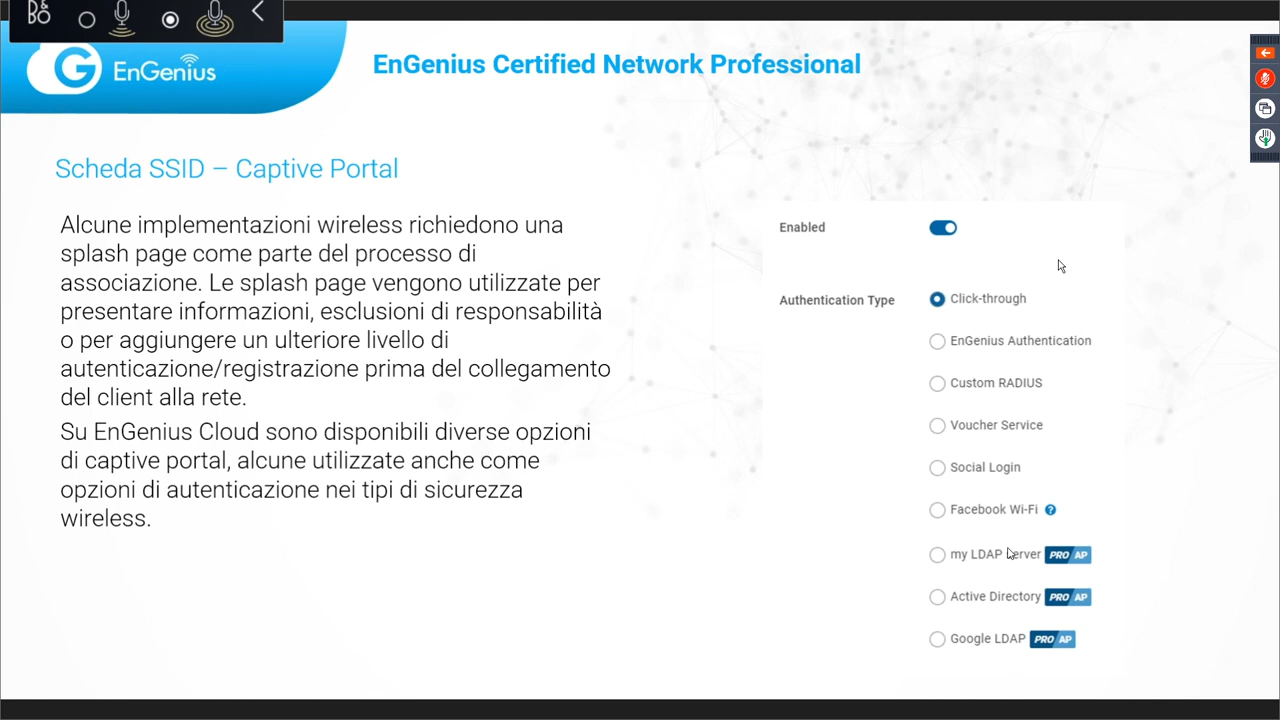 EnGenius
EnGenius Certified Network Professional
Scheda SSID – Captive Portal
Alcune implementazioni wireless richiedono una
splash page come parte del processo di
associazione. Le splash page vengono utilizzate per
presentare informazioni, esclusioni di responsabilità
o per aggiungere un ulteriore livello di
autenticazione/registrazione prima del collegamento
del client alla rete.
Su EnGenius Cloud sono disponibili diverse opzioni
di captive portal, alcune utilizzate anche come
opzioni di autenticazione nei tipi di sicurezza
wireless.
Enabled
Authentication Type
Click-through
EnGenius Authentication
Custom RADIUS
Voucher Service
Social Login
Facebook Wi-Fi ?
my LDAP Server PRO AP
Active Directory PRO AP
Google LDAP PRO AP